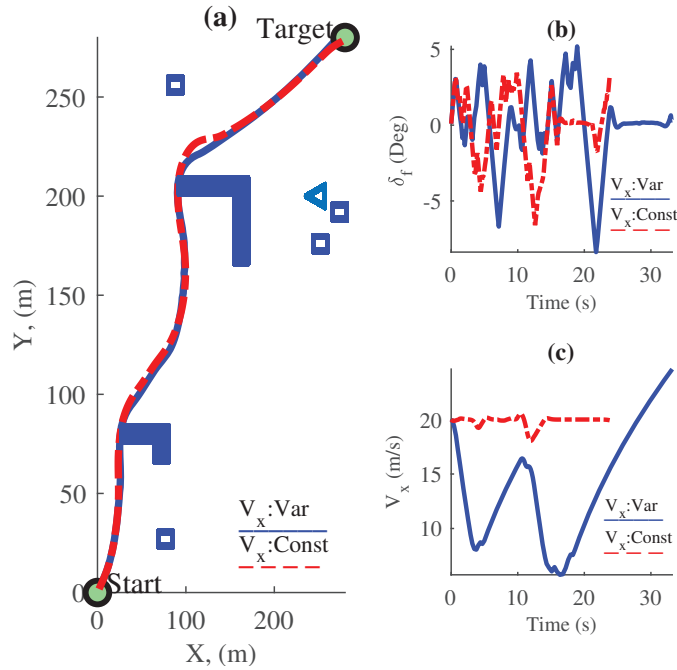 (a)
Target
250
200
150
100
50
0
Y, (m)
Start
V_x:Var
V_x:Const
0
100
200
X, (m)
(b)
5
0
-5
δ_f (Deg)
V_x:Var
V_x:Const
0
10
20
30
Time (s)
(c)
20
15
10
V_x (m/s)
V_x:Var
V_x:Const
0
10
20
30
Time (s)